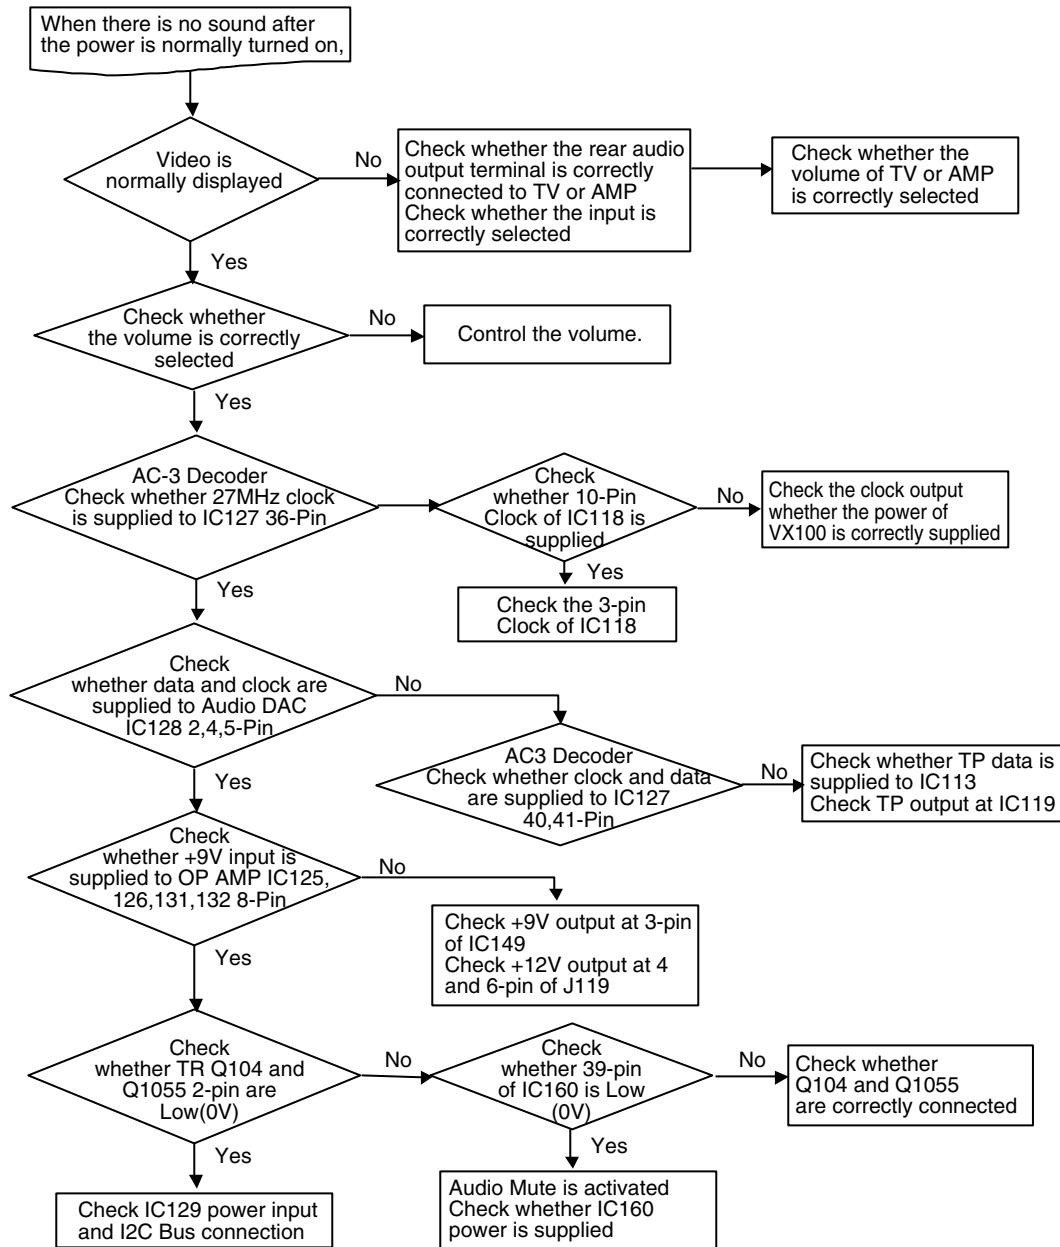 When there is no sound after
the power is normally turned on,
Video is
normally displayed
No
Check whether the rear audio
output terminal is correctly
connected to TV or AMP
Check whether the input is
correctly selected
Check whether the
volume of TV or AMP
is correctly selected
Yes
Check whether
the volume is correctly
selected
No
Control the volume.
Yes
AC-3 Decoder
Check whether 27MHz clock
is supplied to IC127 36-Pin
Check
whether 10-Pin
Clock of IC118 is
supplied
No
Check the clock output
whether the power of
VX100 is correctly supplied
Yes
Check the 3-pin
Clock of IC118
Yes
Check
whether data and clock are
supplied to Audio DAC
IC128 2,4,5-Pin
No
AC3 Decoder
Check whether clock and data
are supplied to IC127
40,41-Pin
No
Check whether TP data is
supplied to IC113
Check TP output at IC119
Yes
Check
whether +9V input is
supplied to OP AMP IC125,
126,131,132 8-Pin
No
Check +9V output at 3-pin
of IC149
Check +12V output at 4
and 6-pin of J119
Yes
Check
whether TR Q104 and
Q1055 2-pin are
Low(0V)
No
Check
whether 39-pin
of IC160 is Low
(0V)
No
Check whether
Q104 and Q1055
are correctly connected
Yes
Audio Mute is activated
Check whether IC160
power is supplied
Yes
Check IC129 power input
and I2C Bus connection